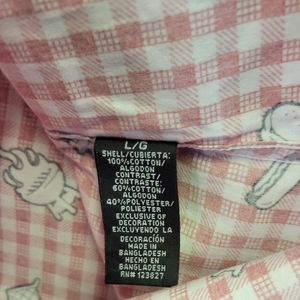 L/G
SHELL/CUBIERTA:
100%COTTON/
ALGODON
CONTRAST/
CONTRASTE:
60%COTTON/
ALGODON
40%POLYESTER/
POLIESTER
EXCLUSIVE OF
DECORATION
EXCLUYENDO LA
DECORACIÓN
MADE IN
BANGLADESH
HECHO EN
BANGLADESH
RN# 123827